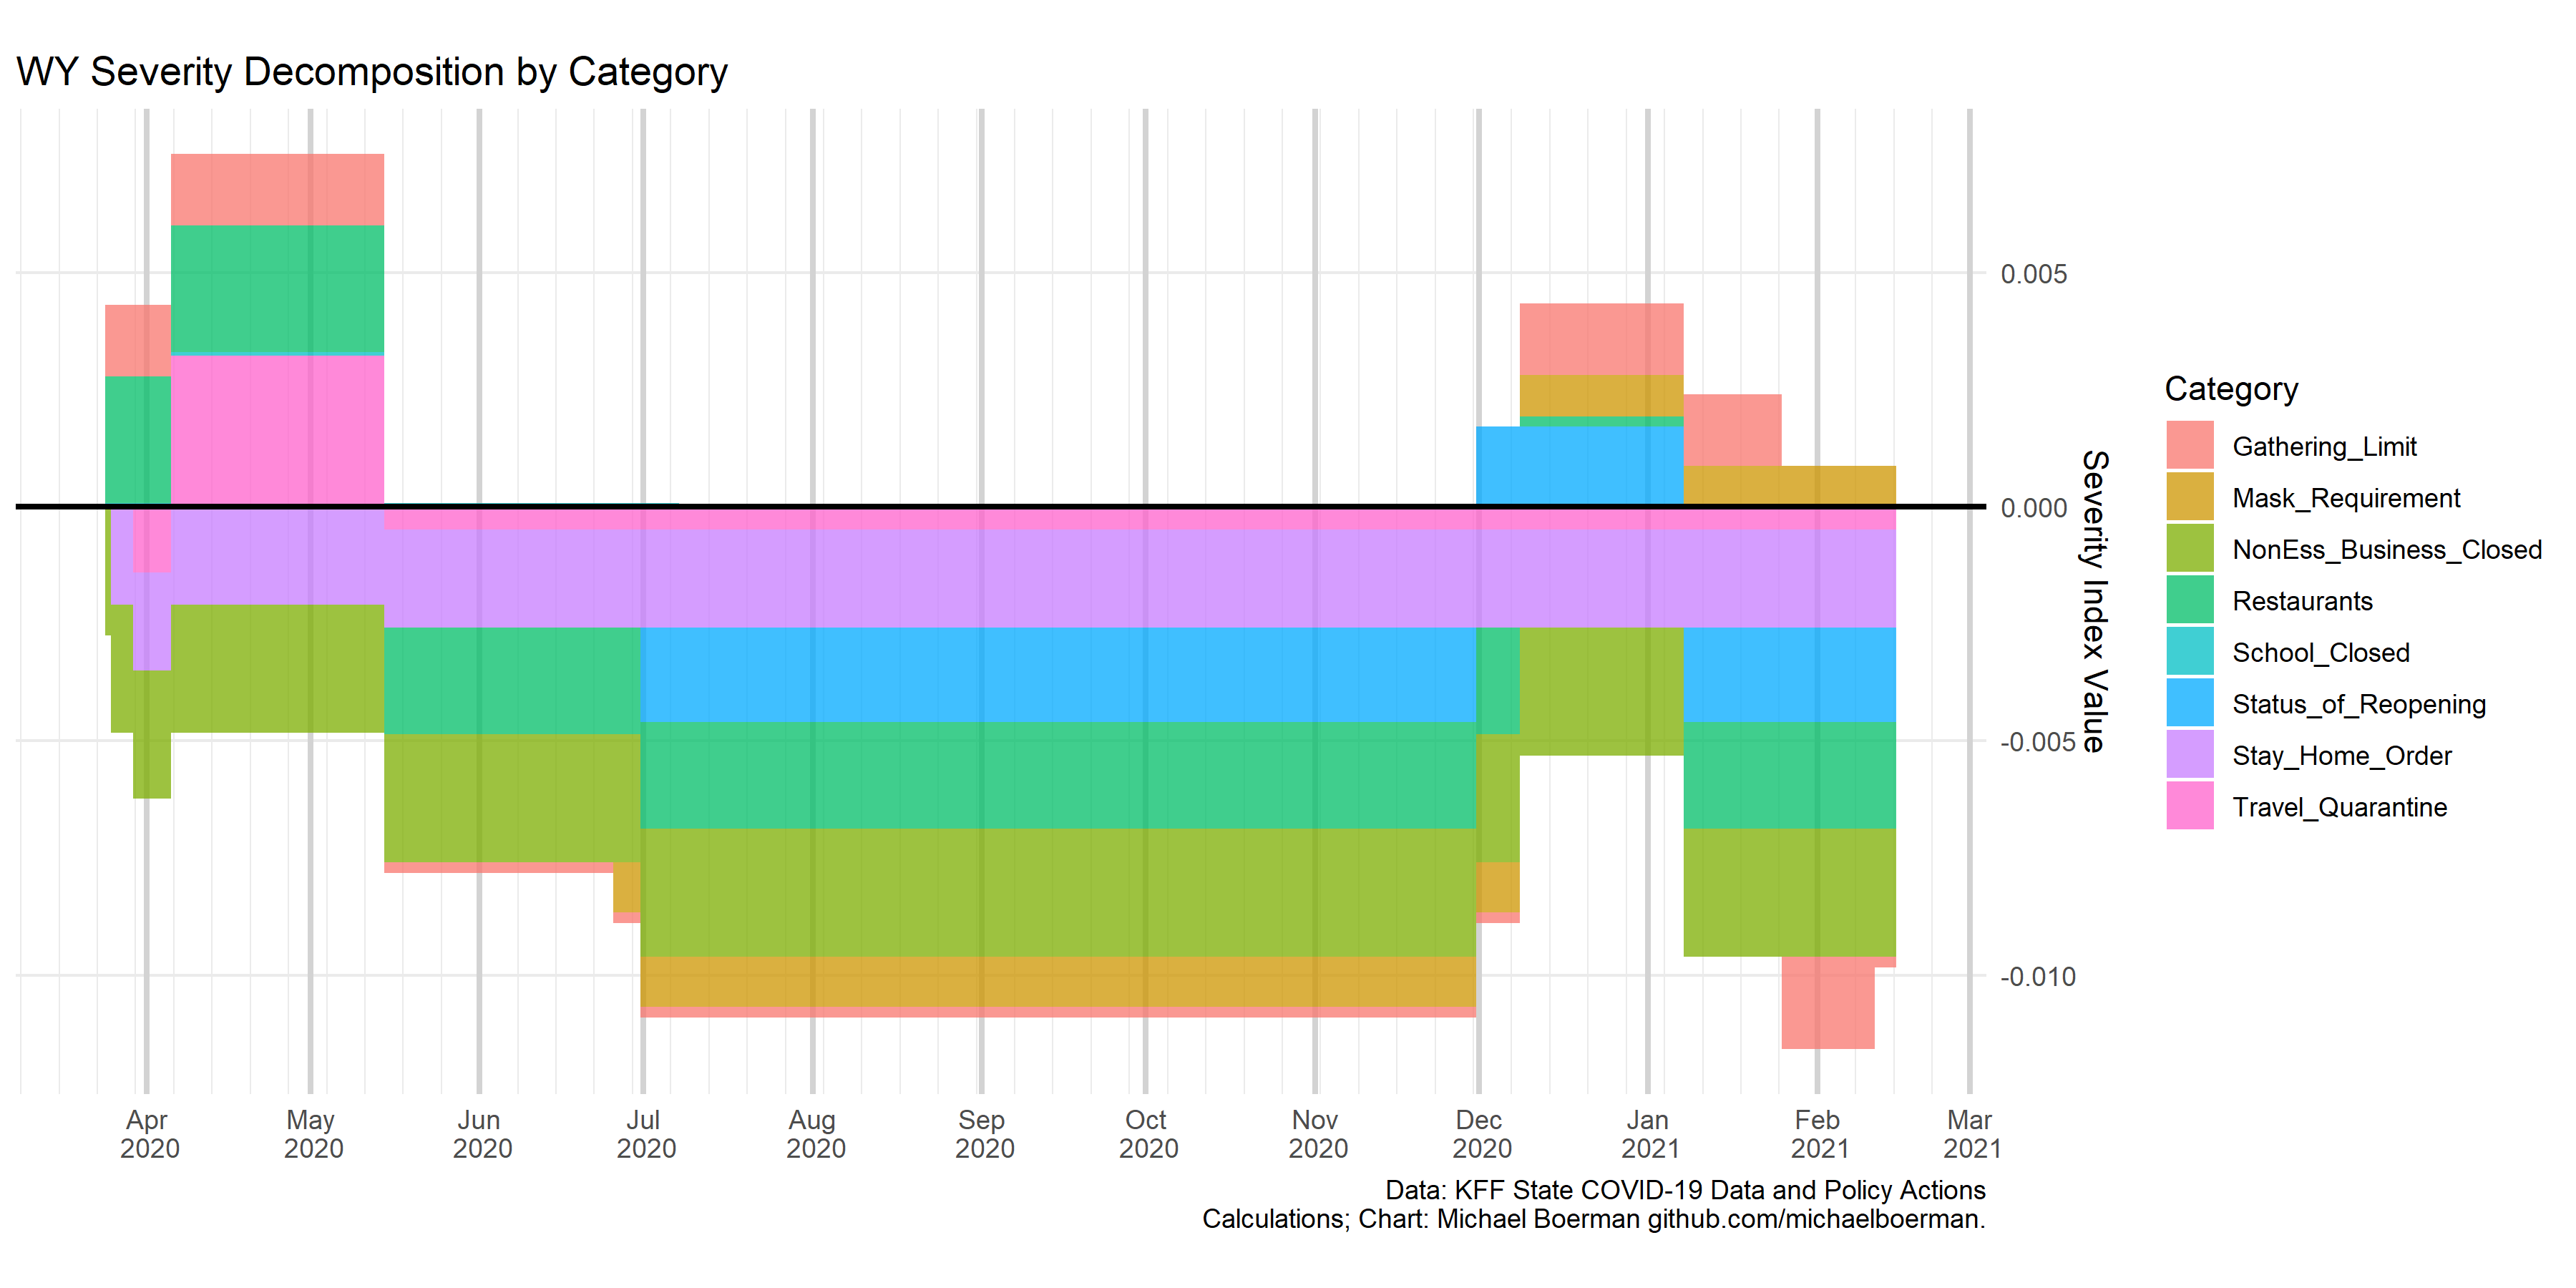 WY Severity Decomposition by Category
0.005
0.000
-0.005
-0.010
Severity Index Value
Apr
2020
May
2020
Jun
2020
Jul
2020
Aug
2020
Sep
2020
Oct
2020
Nov
2020
Dec
2020
Jan
2021
Feb
2021
Mar
2021
Category
Gathering_Limit
Mask_Requirement
NonEss_Business_Closed
Restaurants
School_Closed
Status_of_Reopening
Stay_Home_Order
Travel_Quarantine
Data: KFF State COVID-19 Data and Policy Actions
Calculations; Chart: Michael Boerman github.com/michaelboerman.